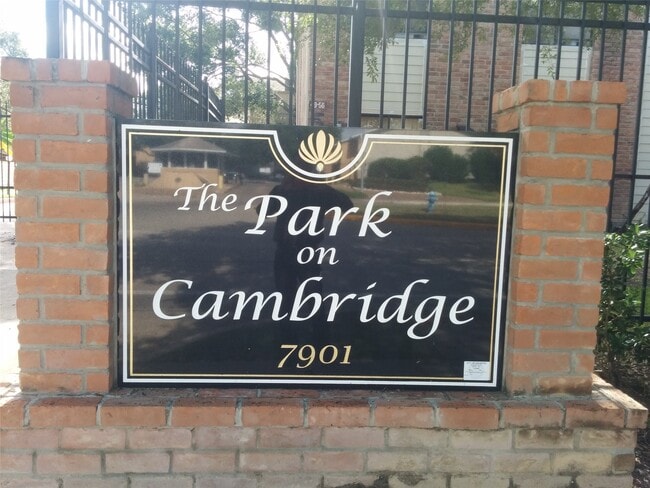 The Park
on
Cambridge
7901